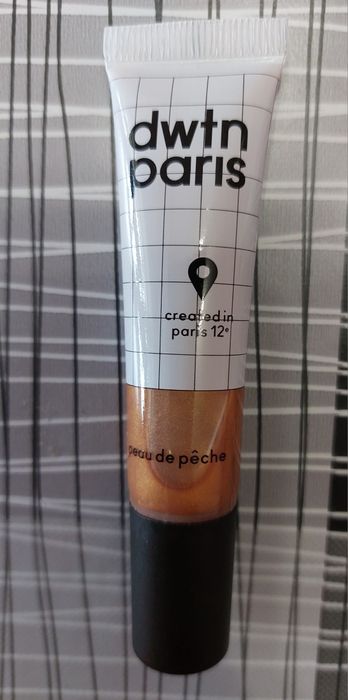 dwtn
paris
created in
paris 12e
peau de pêche